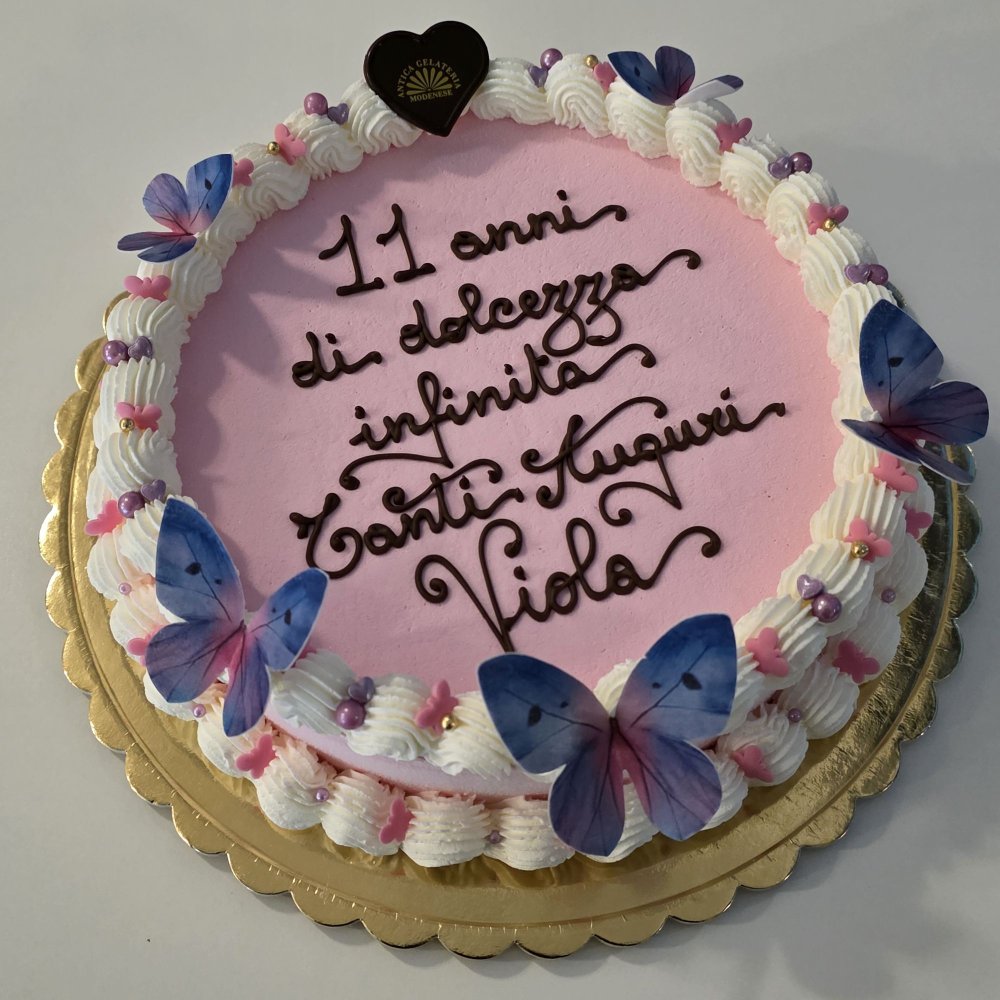 ANTICA GELATERIA
MODENESE
11 anni
di dolcezza
infinita
Tanti Auguri
Viola